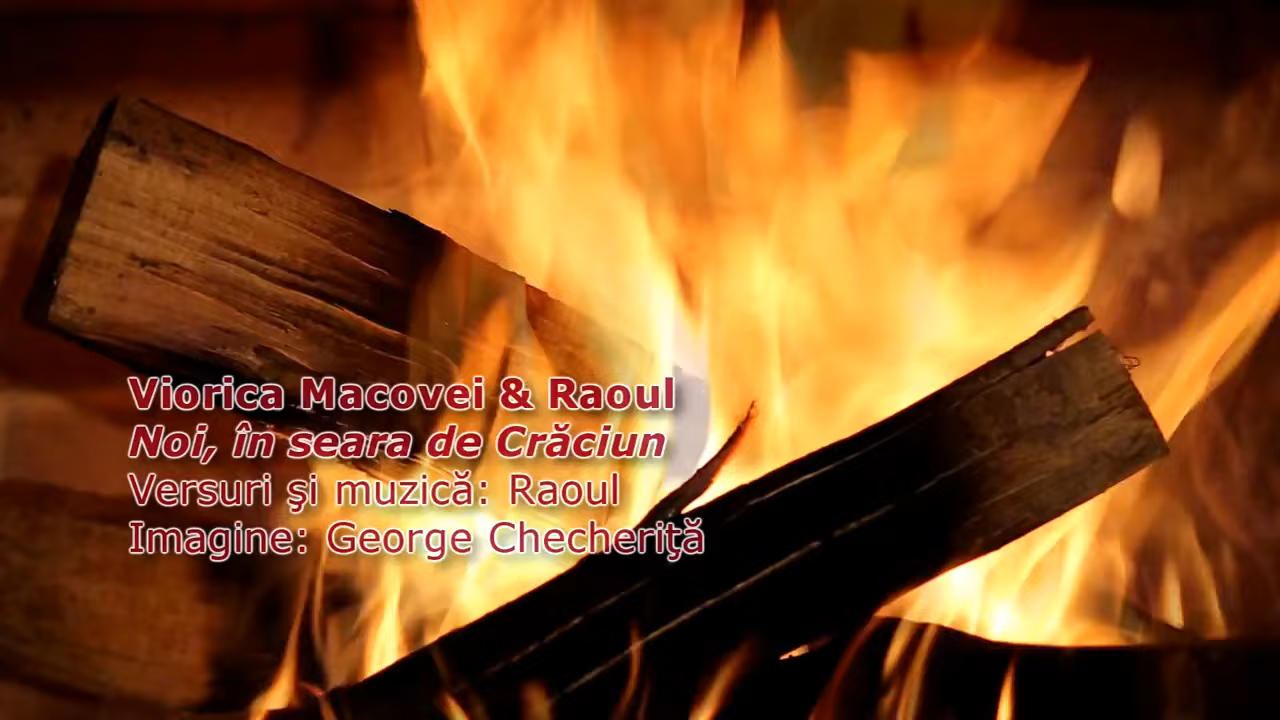 Viorica Macovei & Raoul
Noi, în seara de Crăciun
Versuri şi muzică: Raoul
Imagine: George Checheriţă